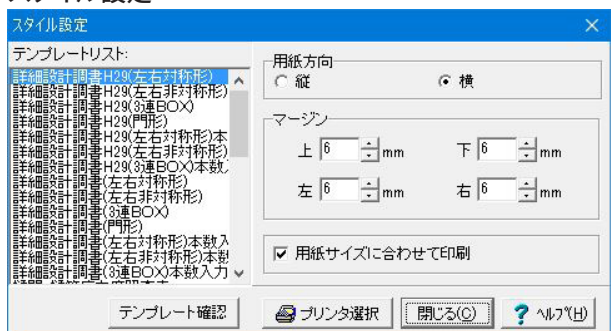 スタイル設定
テンプレートリスト:
詳細設計調書H29(左右対称形)
詳細設計調書H29(左右非対称形)
詳細設計調書H29(3連BOX)
詳細設計調書H29(門形)
詳細設計調書H29(左右対称形)本
詳細設計調書H29(左右非対称形)
詳細設計調書H29(3連BOX)本数.
詳細設計調書(左右対称形)
詳細設計調書(左右非対称形)
詳細設計調書(3連BOX)
詳細設計調書(門形)
詳細設計調書(左右対称形)本数入
詳細設計調書(左右非対称形)本数
詳細設計調書(3連BOX)本数入力
テンプレート確認
用紙方向
縦 横
マージン
上 6 mm 下 6 mm
左 6 mm 右 6 mm
用紙サイズに合わせて印刷
プリンタ選択 閉じる(C) ヘルプ(H)